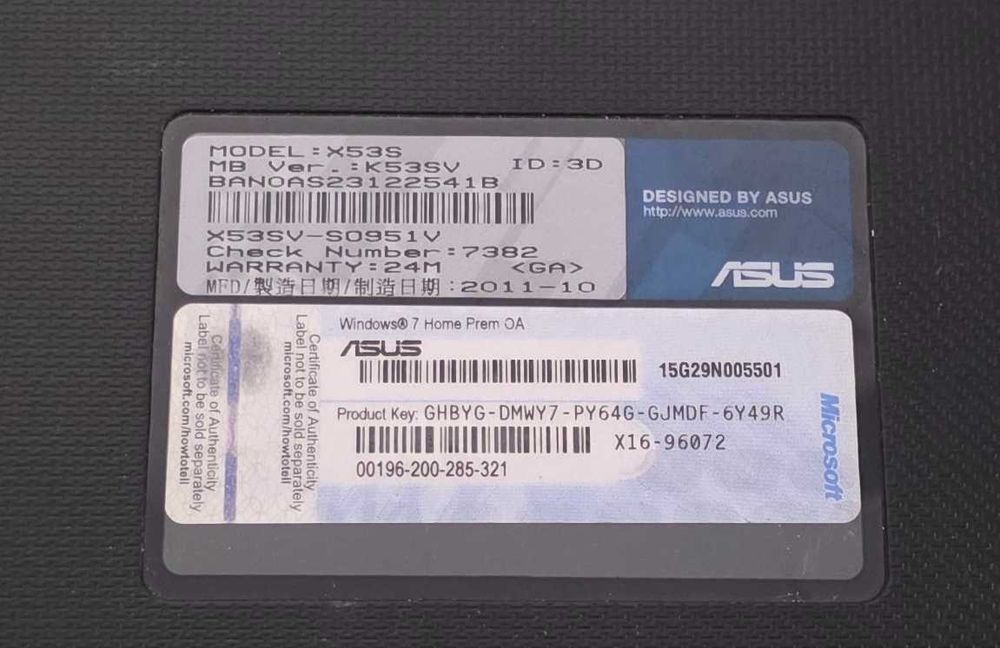 MODEL:X53S
MB Ver.:K53SV ID:3D
BAN0AS23122541B
X53SV-SO951V
Check Number:7382
WARRANTY:24M <GA>
MFD/製造日期/制造日期:2011-10
DESIGNED BY ASUS
http://www.asus.com
ASUS
Certificate of Authenticity
Label not to be sold separately
microsoft.com/howtotell
Certificate of Authenticity
Label not to be sold separately
microsoft.com/howtotell
Windows® 7 Home Prem OA
ASUS
15G29N005501
Product Key: GHBYG-DMWY7-PY64G-GJMDF-6Y49R
X16-96072
00196-200-285-321
Microsoft